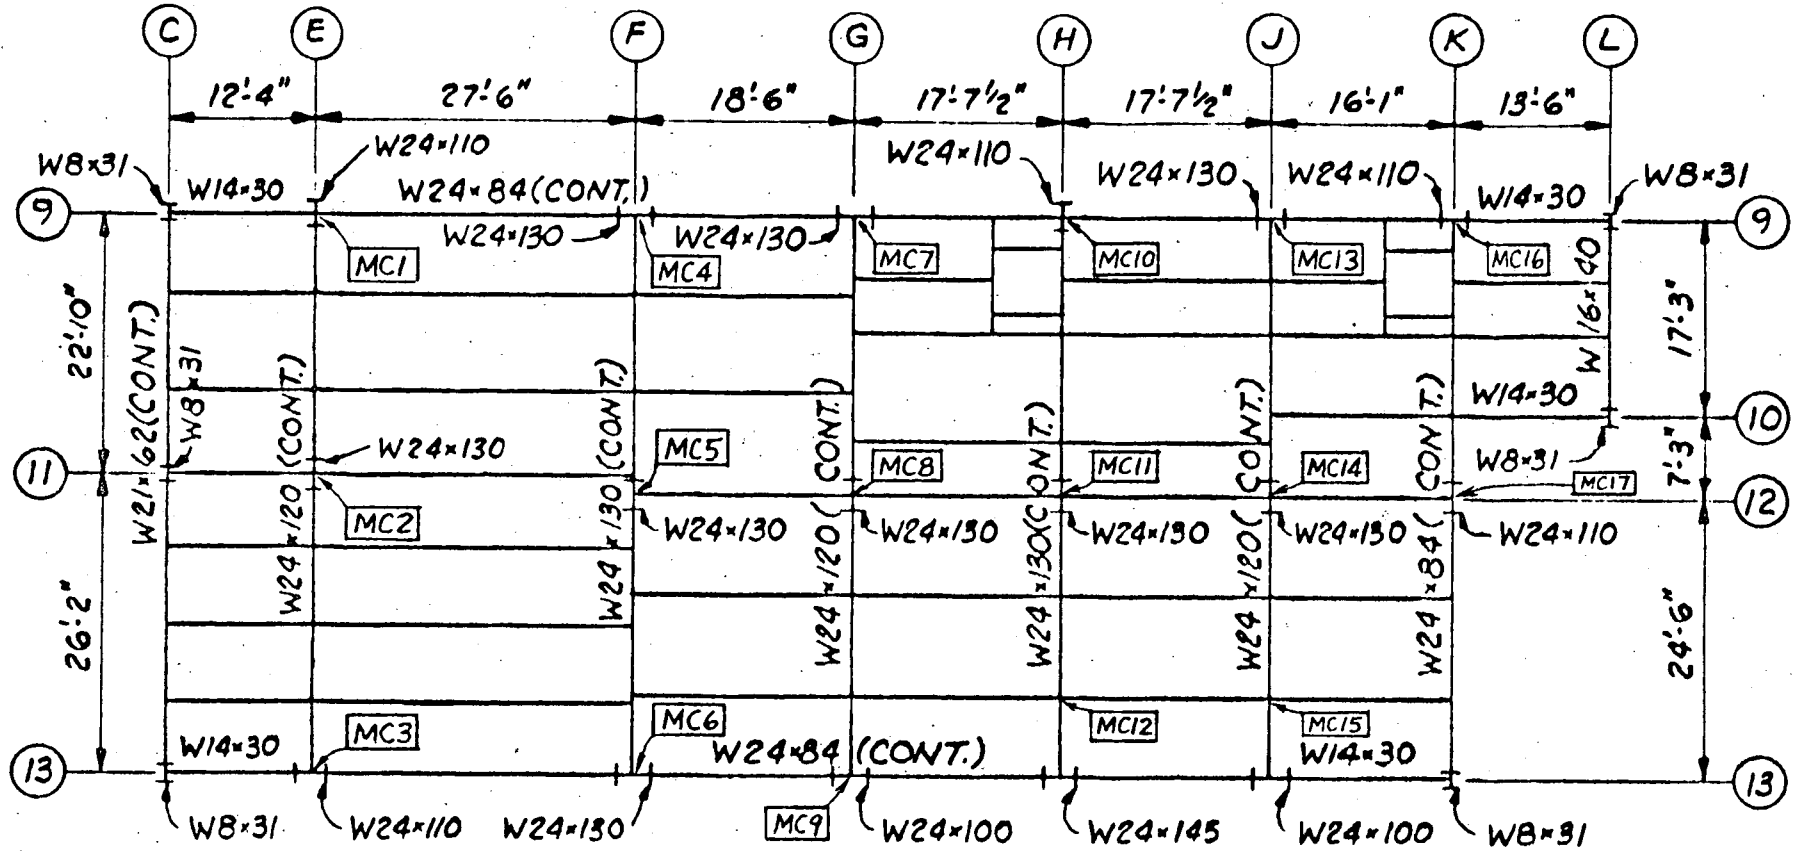 C E F G H J K L
12'-4" 27'-6" 18'-6" 17'-7 1/2" 17'-7 1/2" 16'-1" 13'-6"
W8×31 W24×110 W24×110 W24×130 W24×110 W8×31
W14×30 W24×84 (CONT.) W14×30
9 9
W24×130 W24×130
MC1 MC4 MC7 MC10 MC13 MC16
22'-10" 17'-3"
W21×62 (CONT.)
W8×31
W24×120 (CONT.)
W24×130 (CONT.)
W24×120 (CONT.)
W24×130 (CONT.)
W24×120 (CONT.)
W24×84 (CONT.)
W16×40
W14×30
10
W24×130 MC5 MC8 MC11 MC14 W8×31 MC17
11 7'-3" 12
MC2 W24×130 W24×130 W24×130 W24×130 W24×110
26'-2" 24'-6"
MC3 MC6 MC12 MC15
W14×30 W24×84 (CONT.) W14×30
13 13
W8×31 W24×110 W24×130 MC9 W24×100 W24×145 W24×100 W8×31